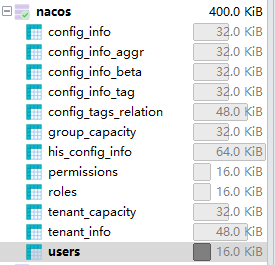 nacos 400.0 KiB
config_info 32.0 KiB
config_info_aggr 32.0 KiB
config_info_beta 32.0 KiB
config_info_tag 32.0 KiB
config_tags_relation 48.0 KiB
group_capacity 32.0 KiB
his_config_info 64.0 KiB
permissions 16.0 KiB
roles 16.0 KiB
tenant_capacity 32.0 KiB
tenant_info 48.0 KiB
users 16.0 KiB